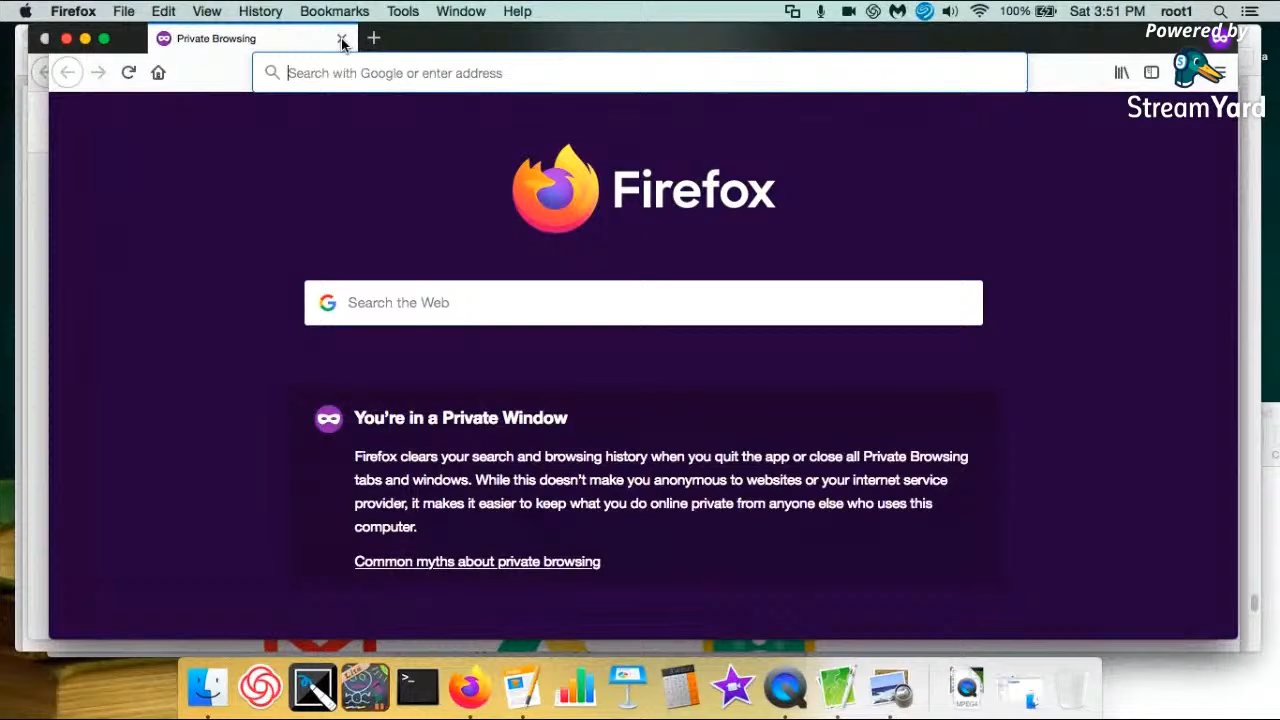 Firefox File Edit View History Bookmarks Tools Window Help 100% Sat 3:51 PM root1
Powered by
Private Browsing
Search with Google or enter address
StreamYard
Firefox
Search the Web
You're in a Private Window
Firefox clears your search and browsing history when you quit the app or close all Private Browsing
tabs and windows. While this doesn't make you anonymous to websites or your internet service
provider, it makes it easier to keep what you do online private from anyone else who uses this
computer.
Common myths about private browsing
MPEG4